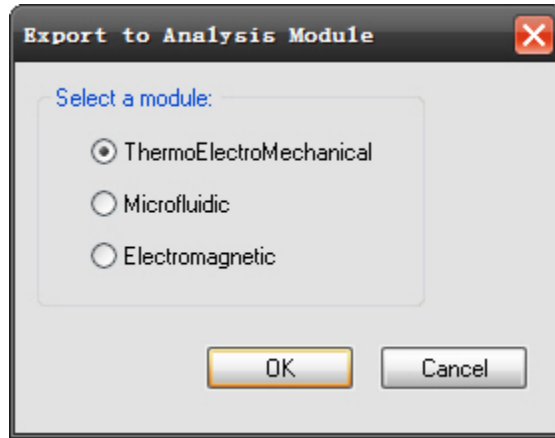 Export to Analysis Module
Select a module:
ThermoElectroMechanical
Microfluidic
Electromagnetic
OK
Cancel